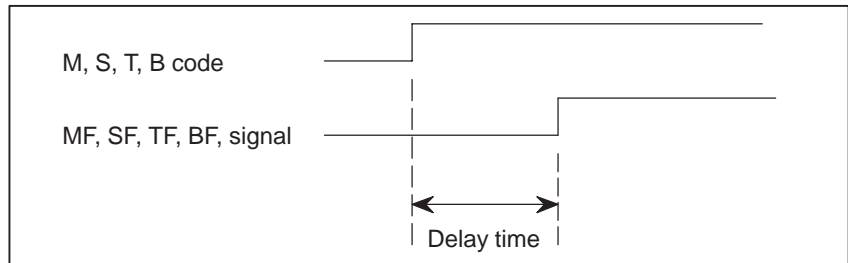 M, S, T, B code
MF, SF, TF, BF, signal
Delay time